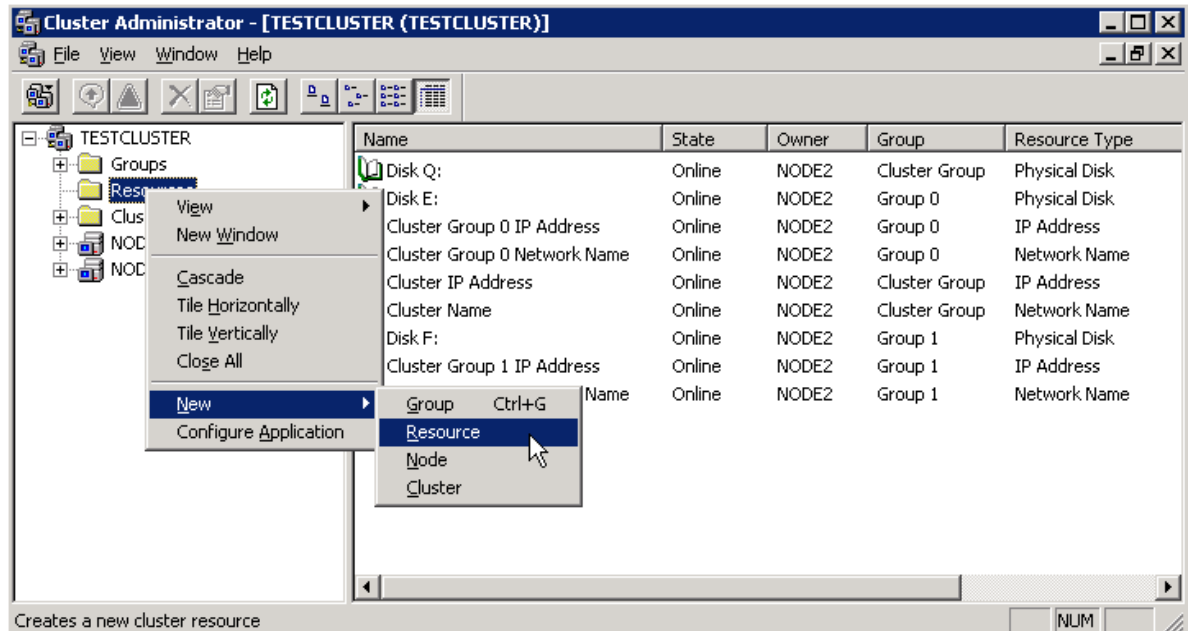 Cluster Administrator - [TESTCLUSTER (TESTCLUSTER)]
File View Window Help
TESTCLUSTER
Groups
Resources
Clus
NOD
NOD
Name State Owner Group Resource Type
Disk Q: Online NODE2 Cluster Group Physical Disk
Disk E: Online NODE2 Group 0 Physical Disk
Cluster Group 0 IP Address Online NODE2 Group 0 IP Address
Cluster Group 0 Network Name Online NODE2 Group 0 Network Name
Cluster IP Address Online NODE2 Cluster Group IP Address
Cluster Name Online NODE2 Cluster Group Network Name
Disk F: Online NODE2 Group 1 Physical Disk
Cluster Group 1 IP Address Online NODE2 Group 1 IP Address
Name Online NODE2 Group 1 Network Name
View
New Window
Cascade
Tile Horizontally
Tile Vertically
Close All
New
Configure Application
Group Ctrl+G
Resource
Node
Cluster
Creates a new cluster resource NUM